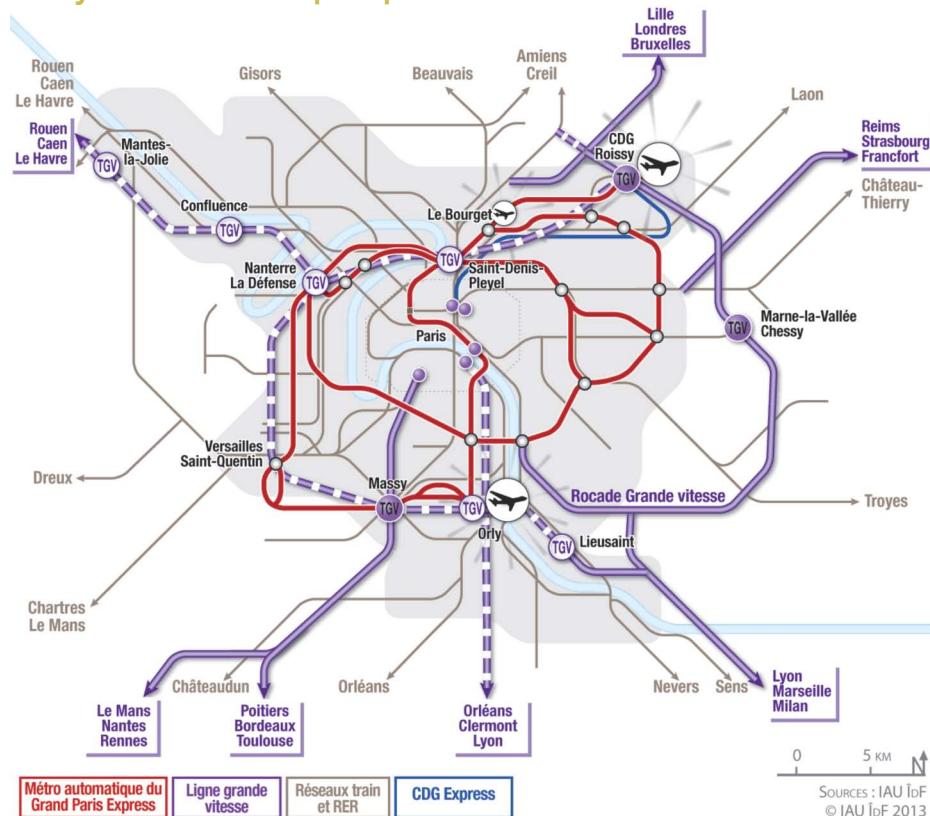 Lille
Londres
Bruxelles
Amiens
Creil
Rouen
Caen
Le Havre
Gisors
Beauvais
Laon
Rouen
Caen
Le Havre
Mantes-
la-Jolie
TGV
CDG
Roissy
TGV
Reims
Strasbourg
Francfort
Château-
Thierry
Confluence
TGV
Le Bourget
Nanterre
La Défense
TGV
TGV
Saint-Denis-
Pleyel
Marne-la-Vallée
Chessy
TGV
Paris
Versailles
Saint-Quentin
Dreux
Massy
TGV
TGV
Orly
Rocade Grande vitesse
Troyes
TGV
Lieusaint
Chartres
Le Mans
Châteaudun
Orléans
Nevers
Sens
Le Mans
Nantes
Rennes
Poitiers
Bordeaux
Toulouse
Orléans
Clermont
Lyon
Lyon
Marseille
Milan
0 5 KM
N
Métro automatique du
Grand Paris Express
Ligne grande
vitesse
Réseaux train
et RER
CDG Express
SOURCES : IAU ÎDF
© IAU ÎDF 2013